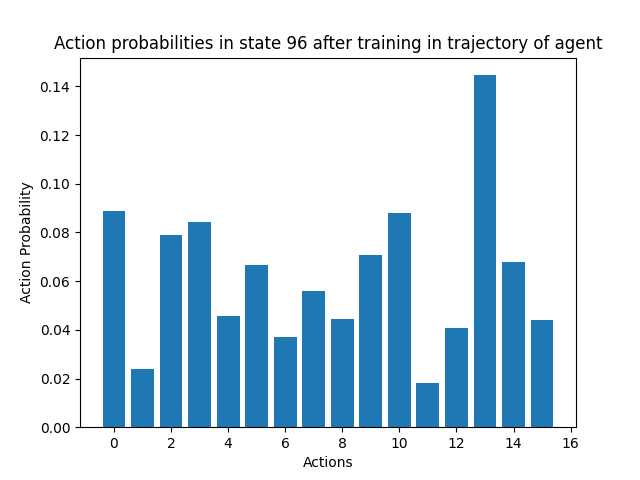 Action probabilities in state 96 after training in trajectory of agent
0.14
0.12
0.10
0.08
0.06
0.04
0.02
0.00
Action Probability
0 2 4 6 8 10 12 14 16
Actions